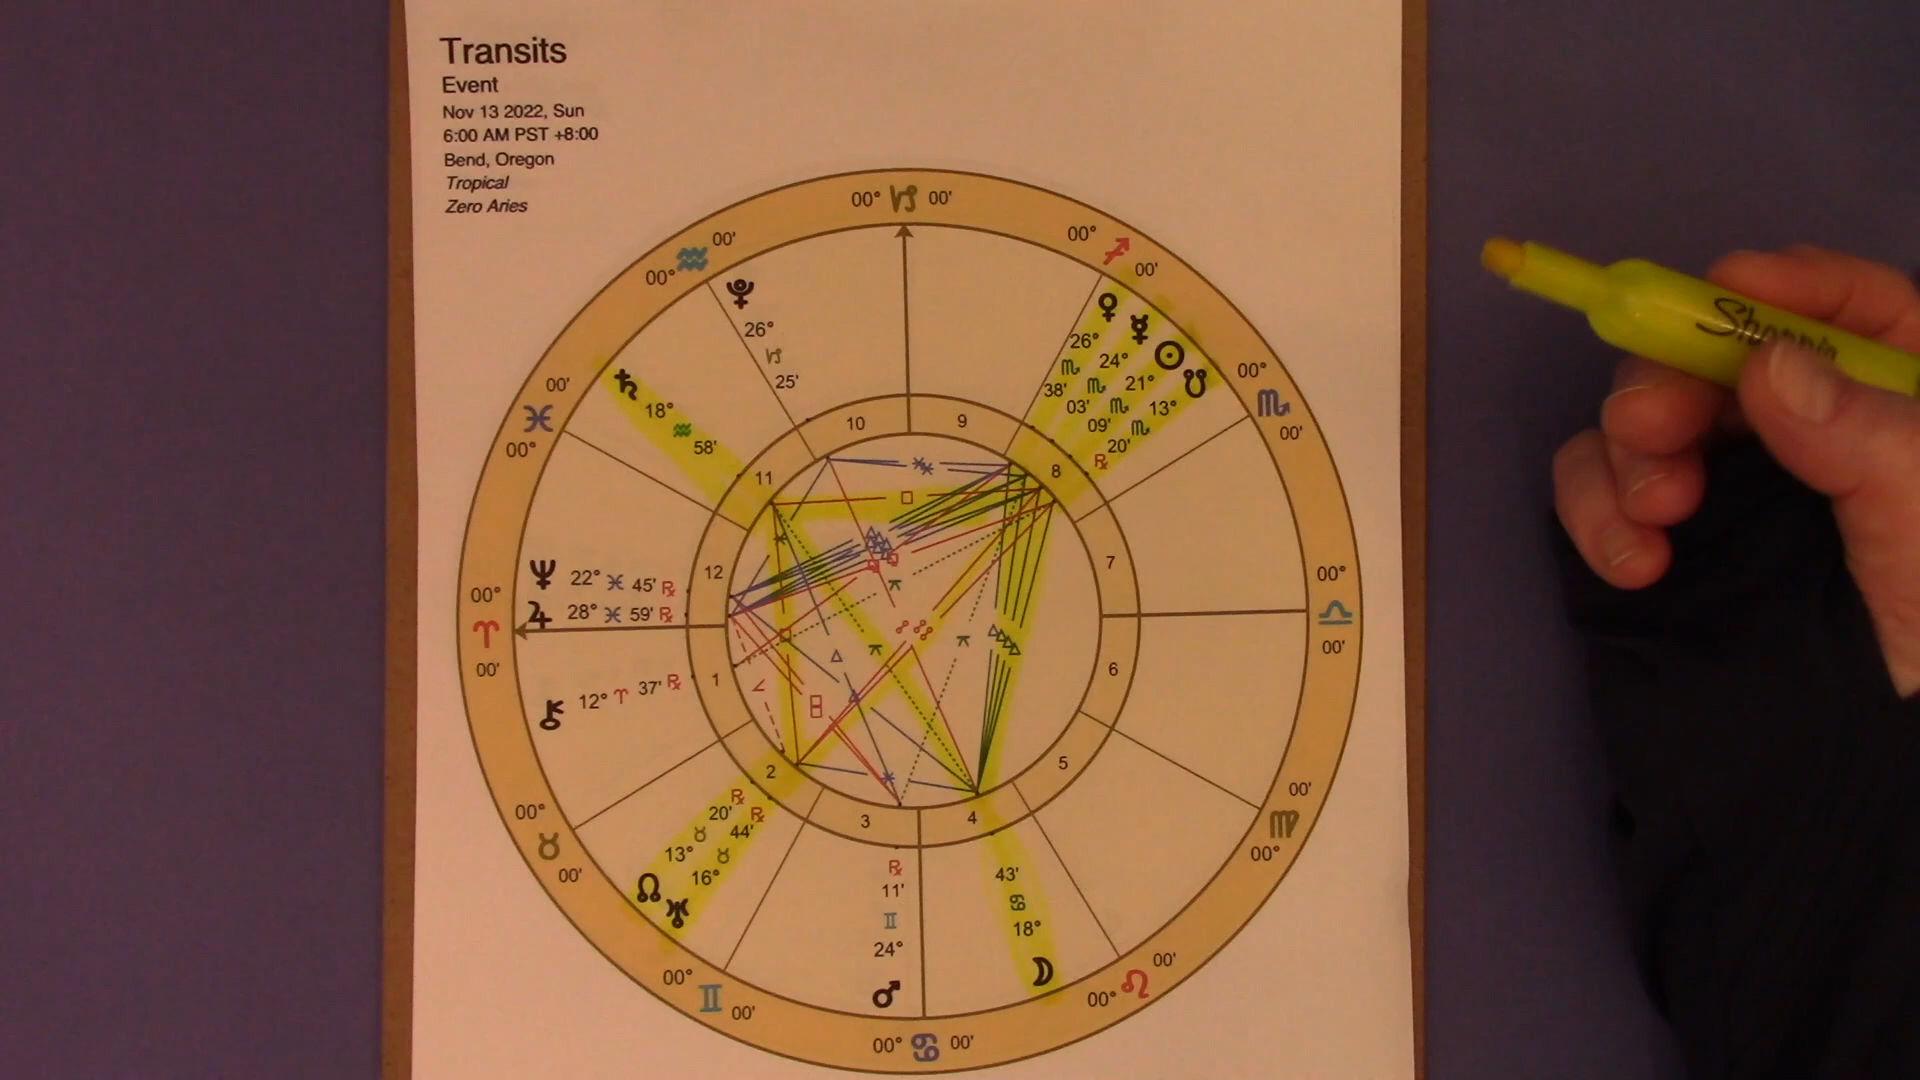 Transits
Event
Nov 13 2022, Sun
6:00 AM PST +8:00
Bend, Oregon
Tropical
Zero Aries
00° ♑ 00'
00° ♐ 00'
00° ♏ 00'
00° ♎ 00'
00° ♍ 00'
00° ♌ 00'
00° ♋ 00'
00° ♊ 00'
00° ♉ 00'
00° ♈ 00'
00° ♓ 00'
00° ♒ 00'
♇ 26° ♑ 25'
♀ 26° ♏ 38'
☿ 24° ♏ 03'
☉ 21° ♏ 09'
☋ 13° ♏ 20' ℞
♄ 18° ♒ 58'
♆ 22° ♓ 45' ℞
♃ 28° ♓ 59' ℞
⚷ 12° ♈ 37' ℞
☊ 13° ♉ 20' ℞
♅ 16° ♉ 44' ℞
♂ 24° ♊ 11' ℞
☽ 18° ♋ 43'
1
2
3
4
5
6
7
8
9
10
11
12
Sharpie